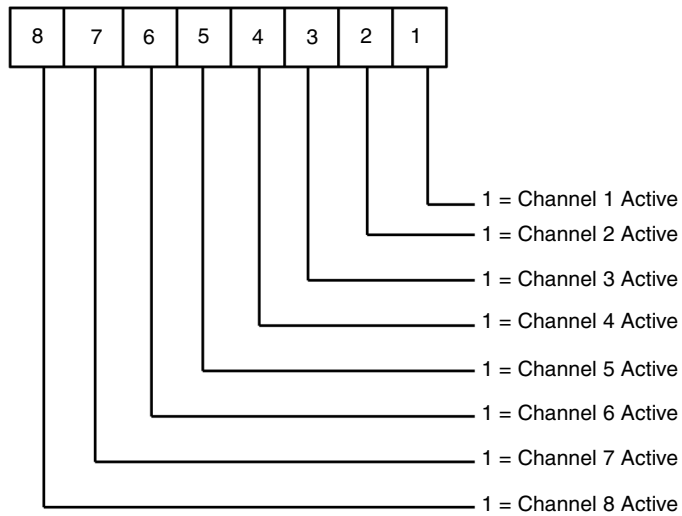 8 7 6 5 4 3 2 1
1 = Channel 1 Active
1 = Channel 2 Active
1 = Channel 3 Active
1 = Channel 4 Active
1 = Channel 5 Active
1 = Channel 6 Active
1 = Channel 7 Active
1 = Channel 8 Active